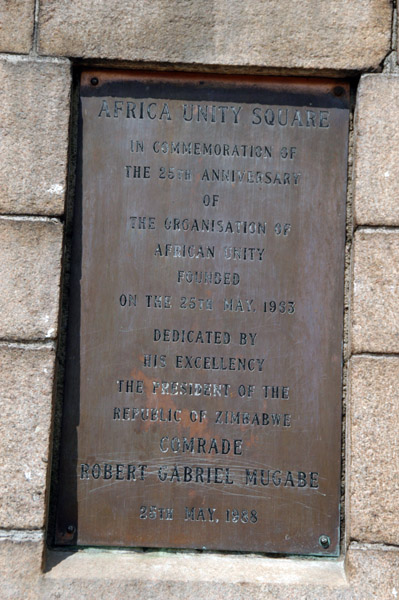 AFRICA UNITY SQUARE
IN COMMEMORATION OF
THE 25TH ANNIVERSARY
OF
THE ORGANISATION OF
AFRICAN UNITY
FOUNDED
ON THE 25TH MAY, 1963
DEDICATED BY
HIS EXCELLENCY
THE PRESIDENT OF THE
REPUBLIC OF ZIMBABWE
COMRADE
ROBERT GABRIEL MUGABE
25TH MAY, 1988